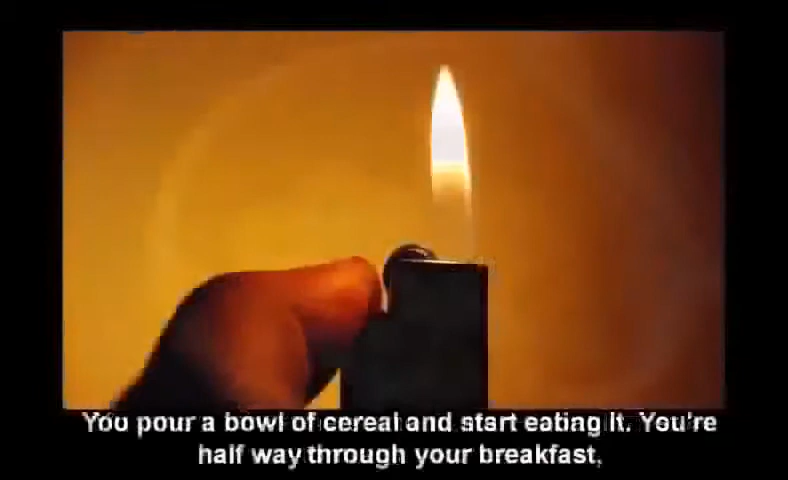 You pour a bowl of cereal and start eating it. You're
half way through your breakfast,